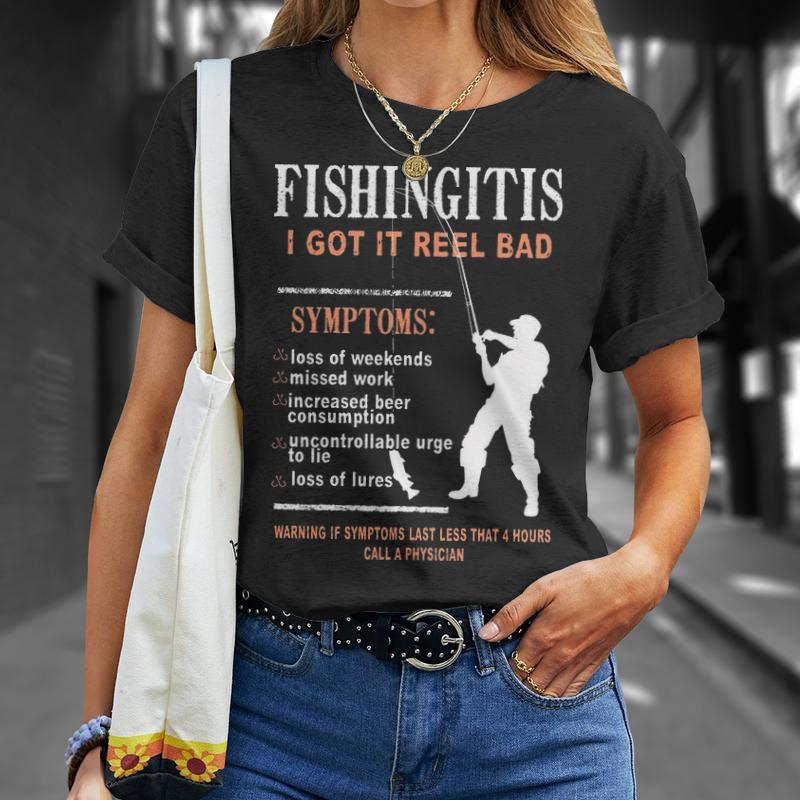 FISHINGITIS
I GOT IT REEL BAD
SYMPTOMS:
loss of weekends
missed work
increased beer
consumption
uncontrollable urge
to lie
loss of lures
WARNING IF SYMPTOMS LAST LESS THAT 4 HOURS
CALL A PHYSICIAN